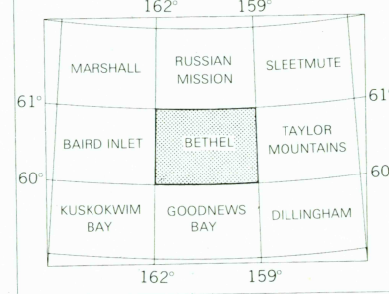 162° 159°
MARSHALL RUSSIAN MISSION SLEETMUTE
61° 61°
BAIRD INLET BETHEL TAYLOR MOUNTAINS
60° 60
KUSKOKWIM BAY GOODNEWS BAY DILLINGHAM
162° 159°